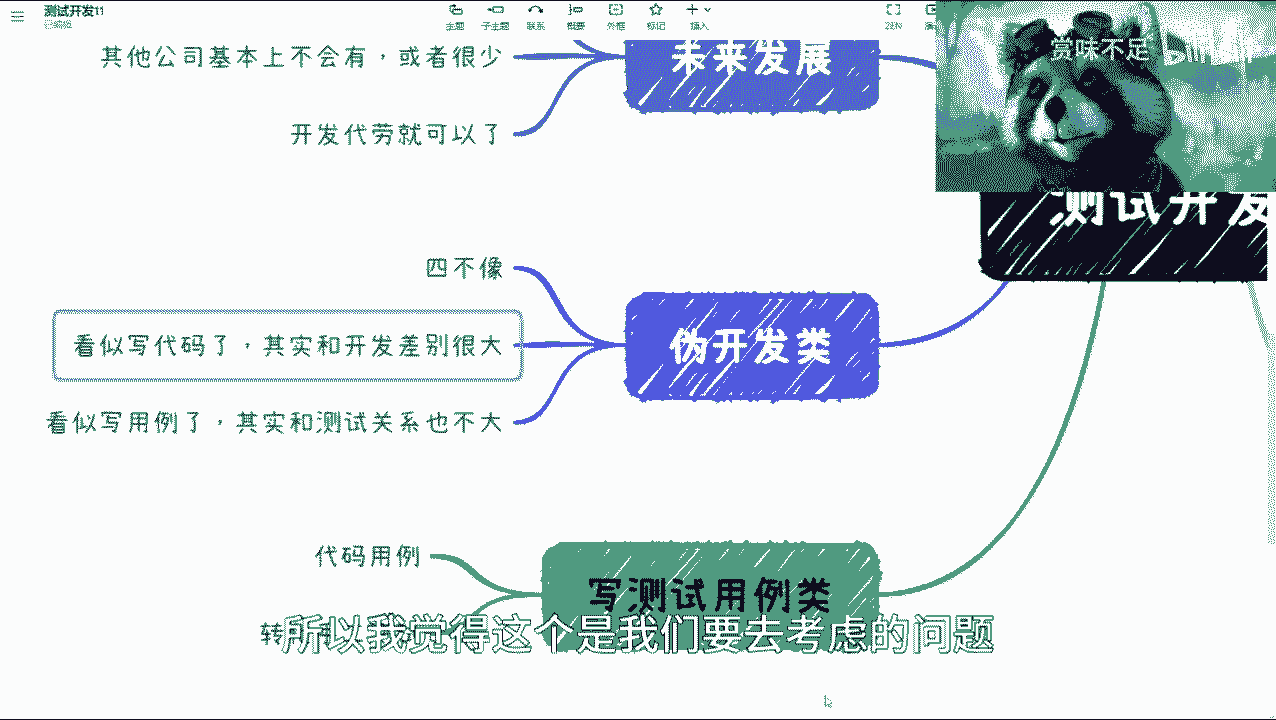 测试开发11
已编辑
主题
子主题
联系
概要
外框
标记
插入
ZEN
赏味不足
其他公司基本上不会有，或者很少
未来发展
开发代劳就可以了
测试开发
四不像
看似写代码了，其实和开发差别很大
伪开发类
看似写用例了，其实和测试关系也不大
代码用例
写测试用例类
所以我觉得这个是我们要去考虑的问题